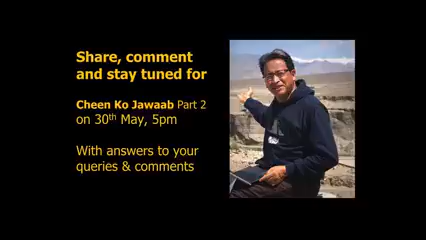 Share, comment
and stay tuned for
Cheen Ko Jawaab Part 2
on 30th May, 5pm
With answers to your
queries & comments